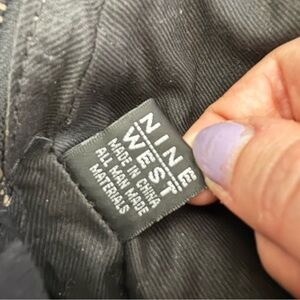 NINE
WEST
MADE IN CHINA
ALL MAN MADE
MATERIALS